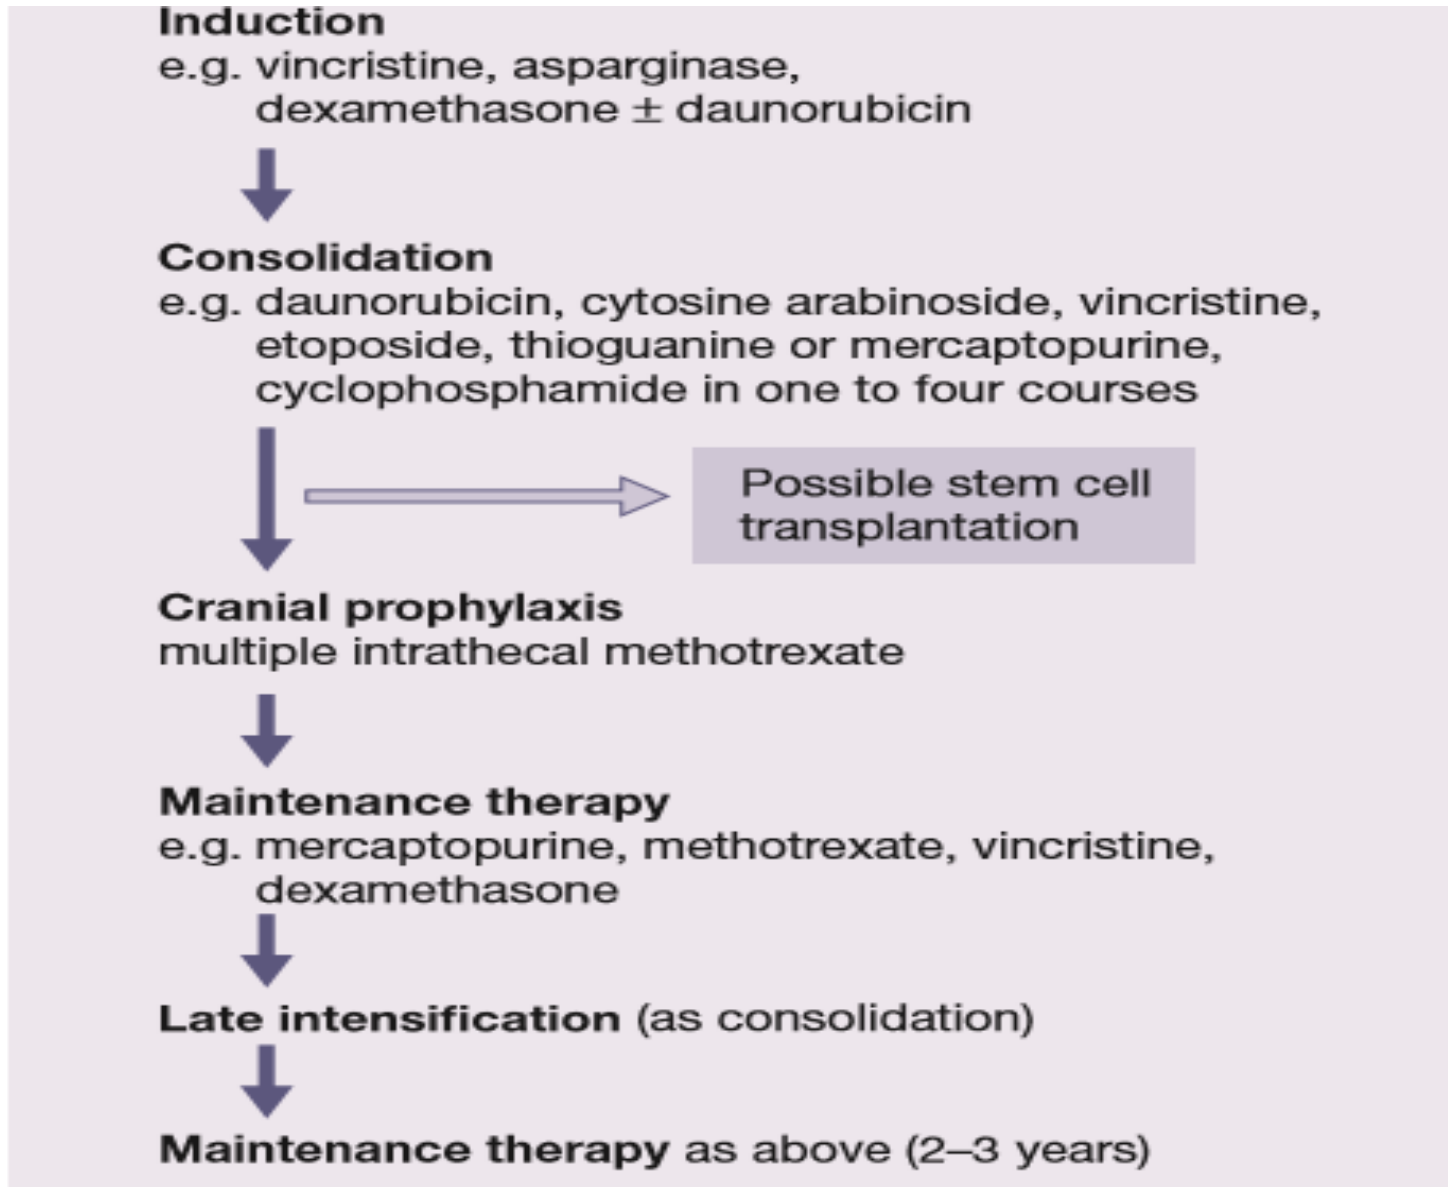 Induction
e.g. vincristine, asparginase,
dexamethasone ± daunorubicin
Consolidation
e.g. daunorubicin, cytosine arabinoside, vincristine,
etoposide, thioguanine or mercaptopurine,
cyclophosphamide in one to four courses
Possible stem cell
transplantation
Cranial prophylaxis
multiple intrathecal methotrexate
Maintenance therapy
e.g. mercaptopurine, methotrexate, vincristine,
dexamethasone
Late intensification (as consolidation)
Maintenance therapy as above (2–3 years)